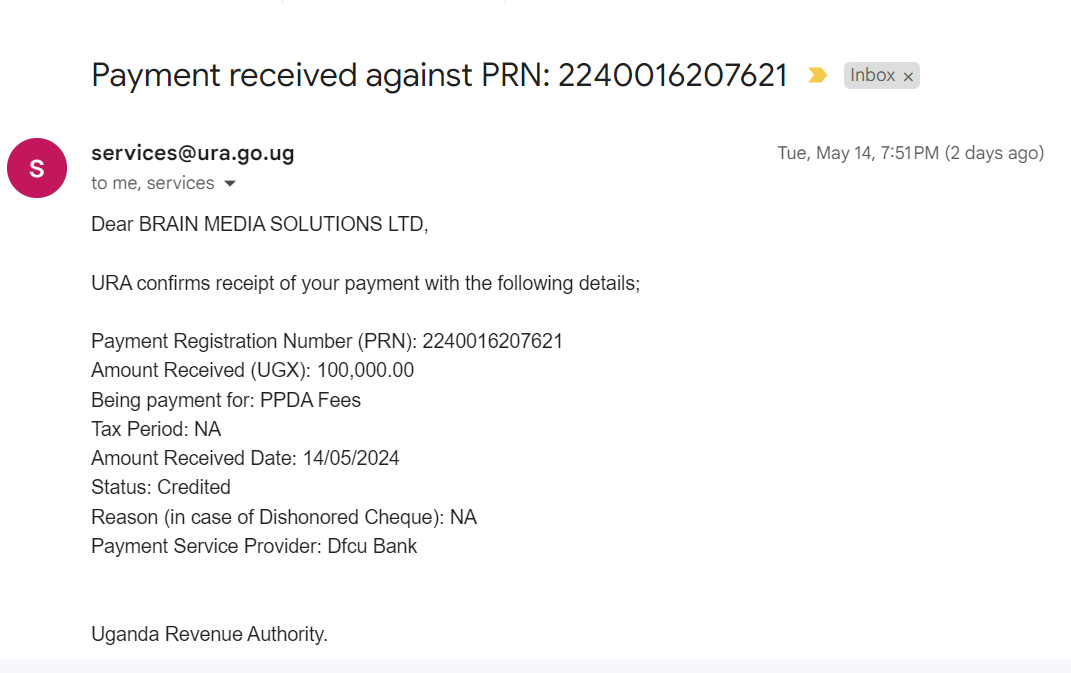 Payment received against PRN: 2240016207621 Inbox ×
S
services@ura.go.ug Tue, May 14, 7:51 PM (2 days ago)
to me, services
Dear BRAIN MEDIA SOLUTIONS LTD,
URA confirms receipt of your payment with the following details;
Payment Registration Number (PRN): 2240016207621
Amount Received (UGX): 100,000.00
Being payment for: PPDA Fees
Tax Period: NA
Amount Received Date: 14/05/2024
Status: Credited
Reason (in case of Dishonored Cheque): NA
Payment Service Provider: Dfcu Bank
Uganda Revenue Authority.